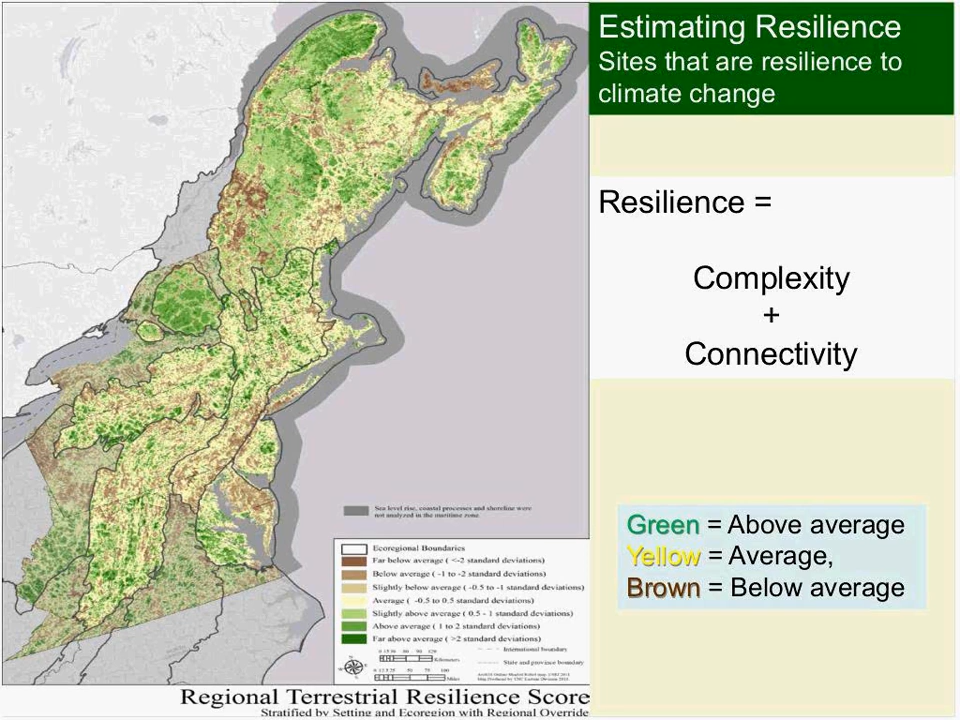 Estimating Resilience
Sites that are resilience to
climate change
Resilience =
Complexity
+
Connectivity
Green = Above average
Yellow = Average,
Brown = Below average
Sea level rise, coastal processes and shoreline were
not analyzed in the maritime zone.
Ecoregional Boundaries
Far below average ( <-2 standard deviations)
Below average ( -1 to -2 standard deviations)
Slightly below average ( -0.5 to -1 standard deviations)
Average ( -0.5 to 0.5 standard deviations)
Slightly above average ( 0.5 - 1 standard deviations)
Above average ( 1 to 2 standard deviations)
Far above average ( >2 standard deviations)
International boundary
Kilometers
State and province boundary
Miles
Regional Terrestrial Resilience Score
Stratified by Setting and Ecoregion with Regional Override